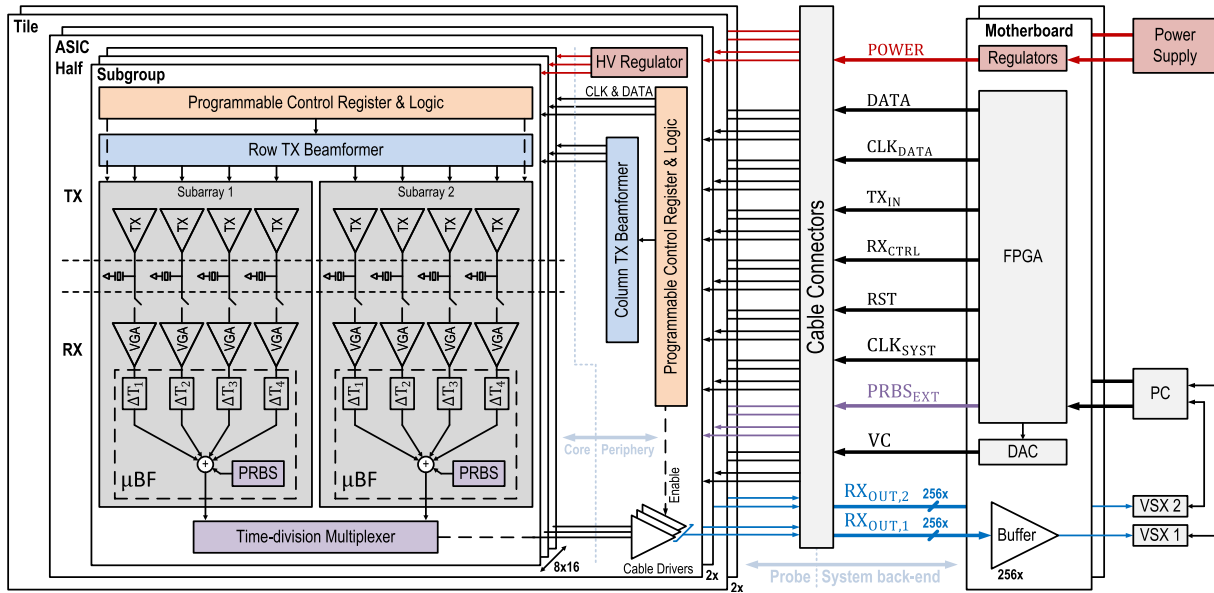 Tile
ASIC
Half
Subgroup
Programmable Control Register & Logic
Row TX Beamformer
TX
Subarray 1
Subarray 2
TX TX TX TX
TX TX TX TX
RX
VGA VGA VGA VGA
VGA VGA VGA VGA
ΔT1 ΔT2 ΔT3 ΔT4
ΔT1 ΔT2 ΔT3 ΔT4
+
+
PRBS
PRBS
μBF
μBF
Time-division Multiplexer
8x16
HV Regulator
CLK & DATA
Column TX Beamformer
Programmable Control Register & Logic
Core Periphery
Enable
Cable Drivers
2x
2x
Cable Connectors
Probe System back-end
POWER
DATA
CLKDATA
TXIN
RXCTRL
RST
CLKSYST
PRBSEXT
VC
RXOUT,2 256x
RXOUT,1 256x
Motherboard
Regulators
FPGA
DAC
Buffer
256x
Power
Supply
PC
VSX 2
VSX 1